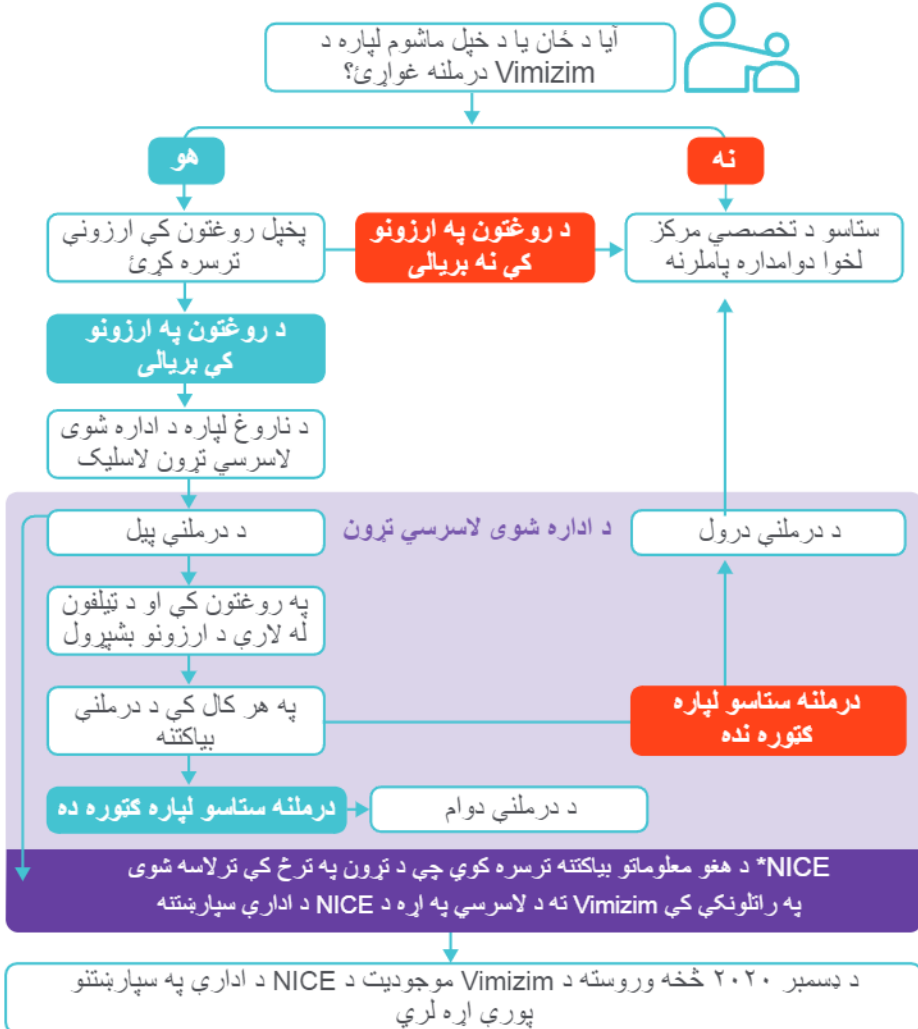 آیا د ځان یا د خپل ماشوم لپاره د
Vimizim درملنه غواړئ؟
هو
نه
پخپل روغتون کې ارزونې
ترسره کړئ
د روغتون په ارزونو
کې نه بریالی
ستاسو د تخصصي مرکز
لخوا دوامداره پاملرنه
د روغتون په ارزونو
کې بریالی
د ناروغ لپاره د اداره شوی
لاسرسي تړون لاسلیک
د اداره شوی لاسرسي تړون
د درملنې پیل
د درملنې درول
په روغتون کې او د ټیلفون
له لارې د ارزونو بشپړول
په هر کال کې د درملنې
بیاکتنه
درملنه ستاسو لپاره
ګټوره نده
درملنه ستاسو لپاره ګټوره ده
د درملنې دوام
NICE* د هغو معلوماتو بیاکتنه ترسره کوي چې د تړون په ترڅ کې ترلاسه شوی
په راتلونکي کې Vimizim ته د لاسرسي په اړه د NICE د ادارې سپارښتنه
د ډسمبر ۲۰۲۰ څخه وروسته د Vimizim موجودیت د NICE د ادارې په سپارښتنو
پورې اړه لري